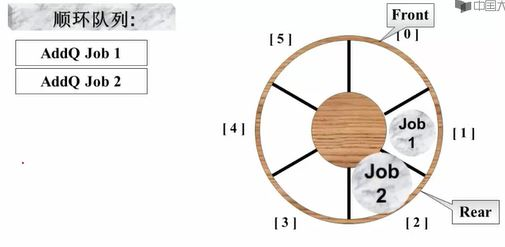 顺环队列:
AddQ Job 1
AddQ Job 2
Front
[ 5 ]
[ 0 ]
[ 4 ]
Job
1
[ 1 ]
Job
2
Rear
[ 3 ]
[ 2 ]